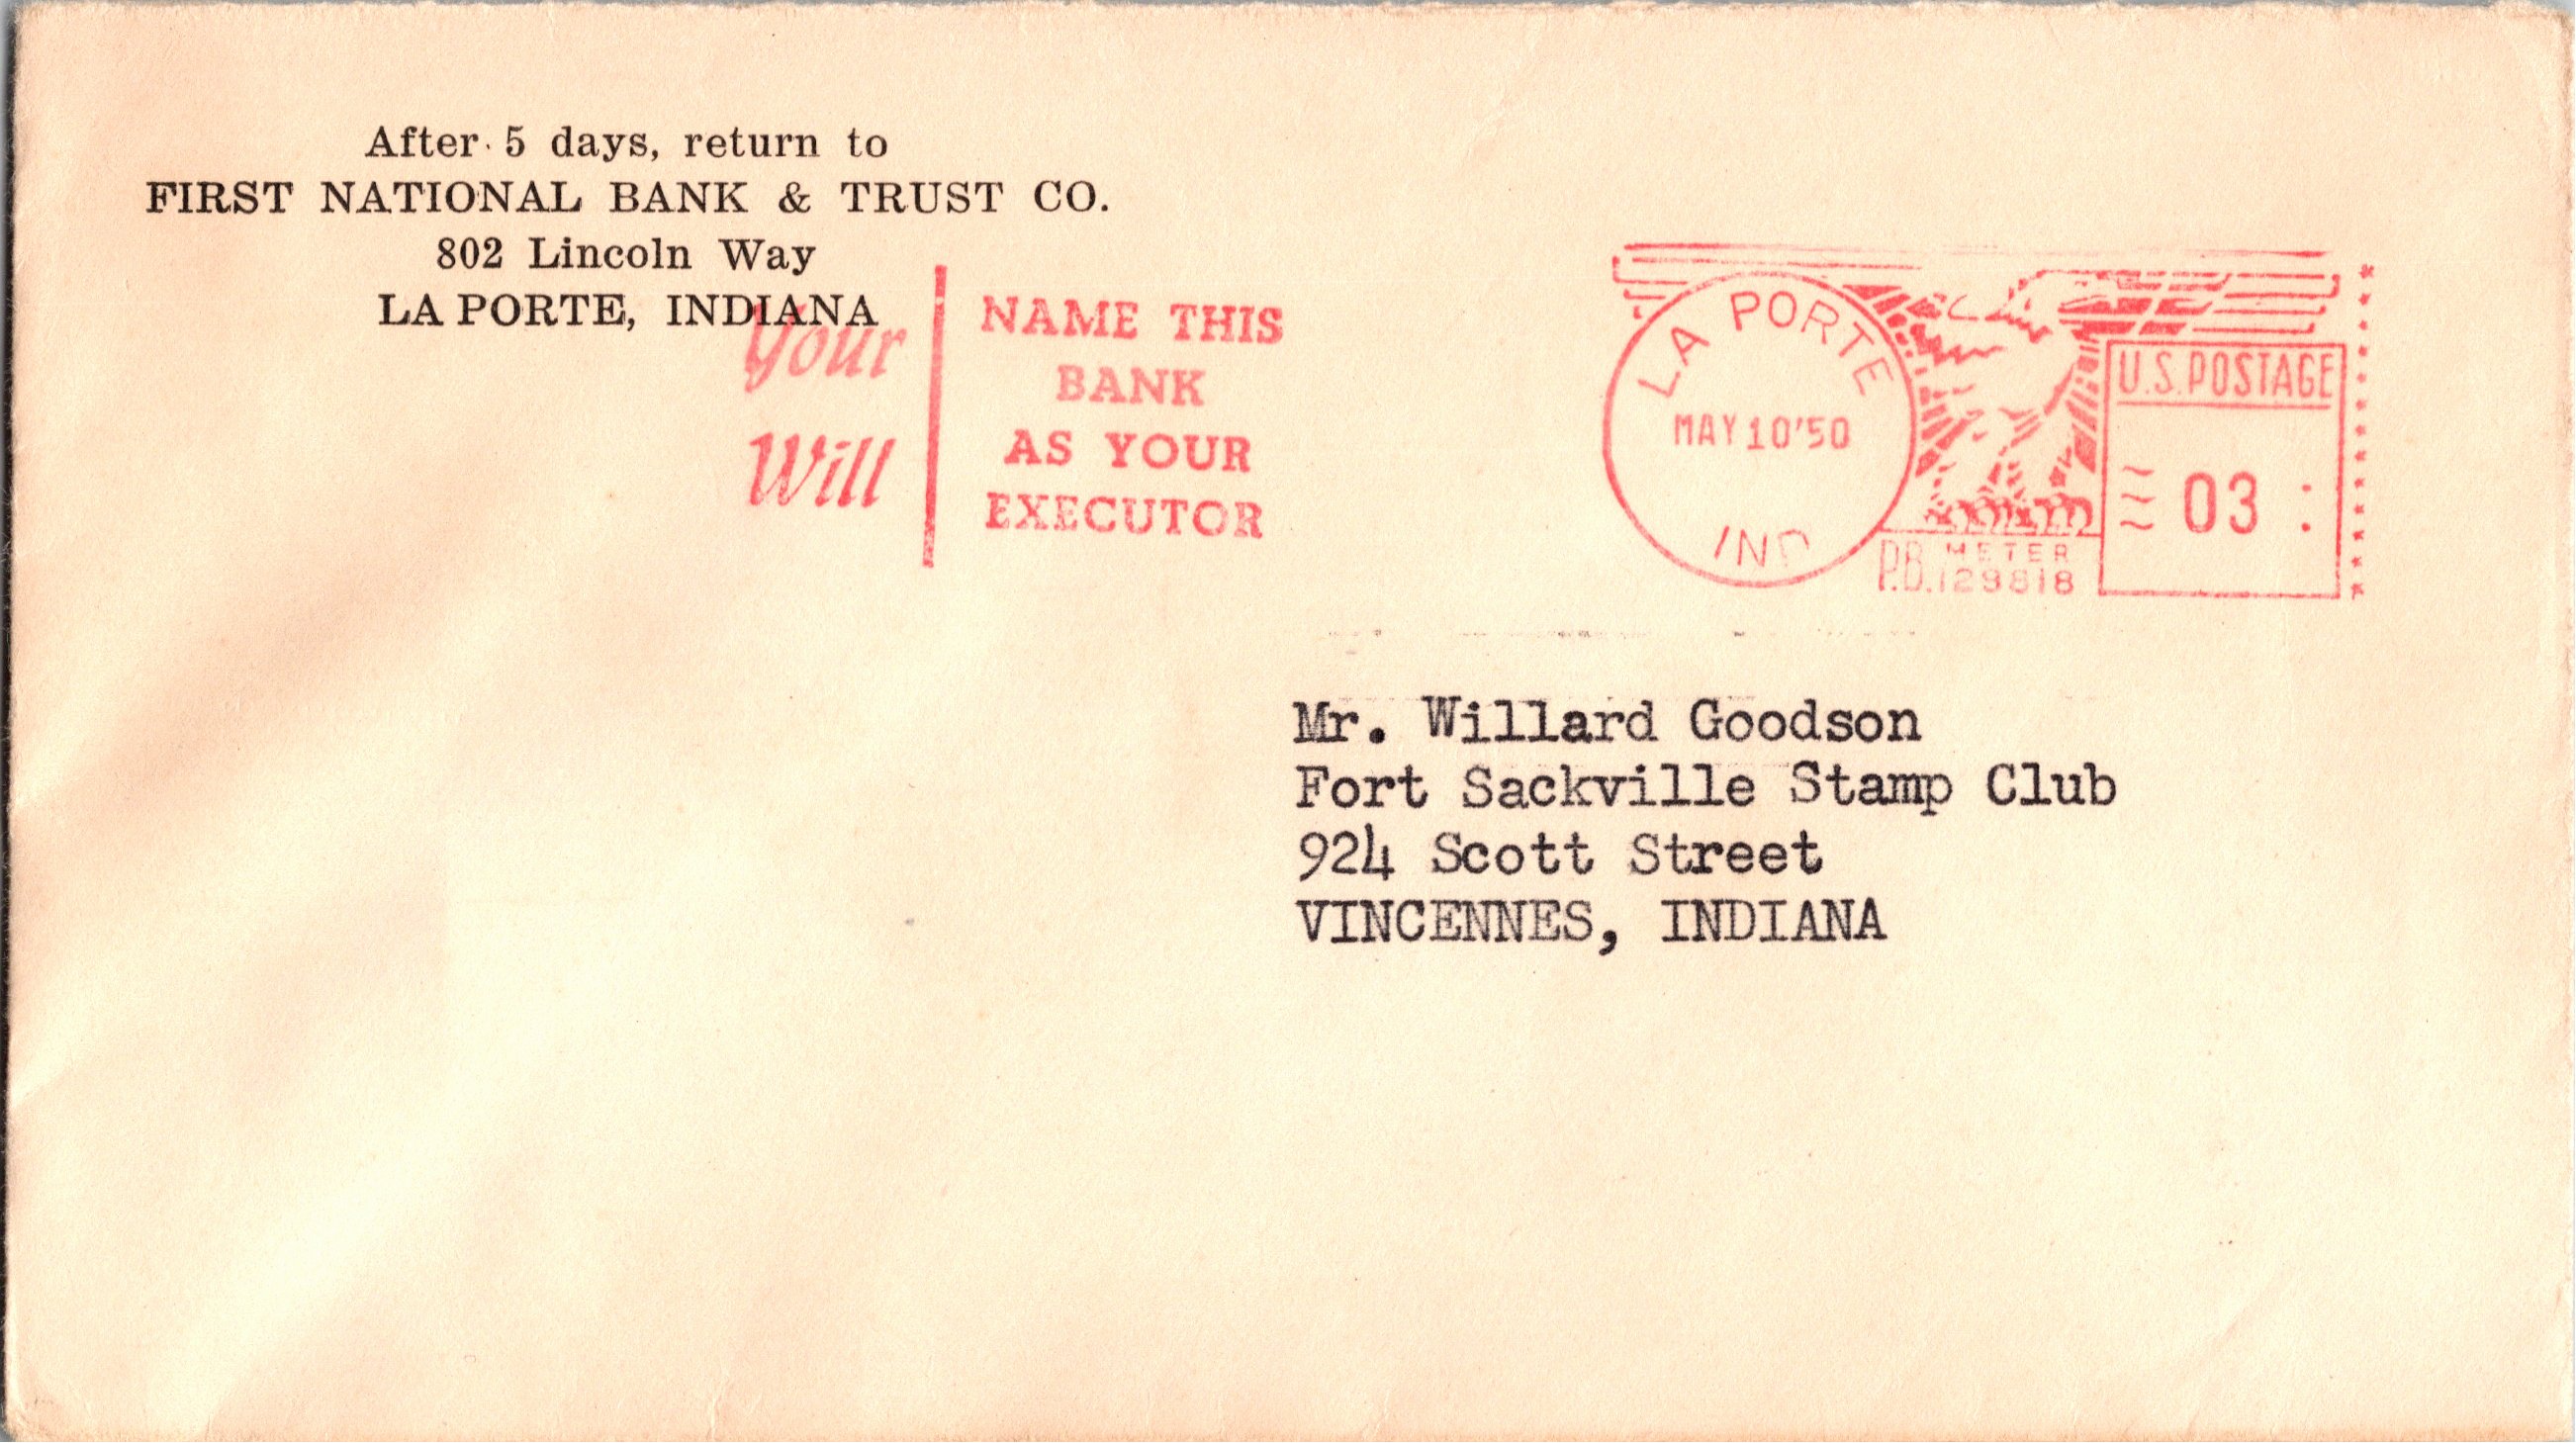 After 5 days, return to
FIRST NATIONAL BANK & TRUST CO.
802 Lincoln Way
LA PORTE, INDIANA
Your
Will
NAME THIS
BANK
AS YOUR
EXECUTOR
LA PORTE
MAY 10'50
IND
P.B. METER
129818
U.S. POSTAGE
03
Mr. Willard Goodson
Fort Sackville Stamp Club
924 Scott Street
VINCENNES, INDIANA